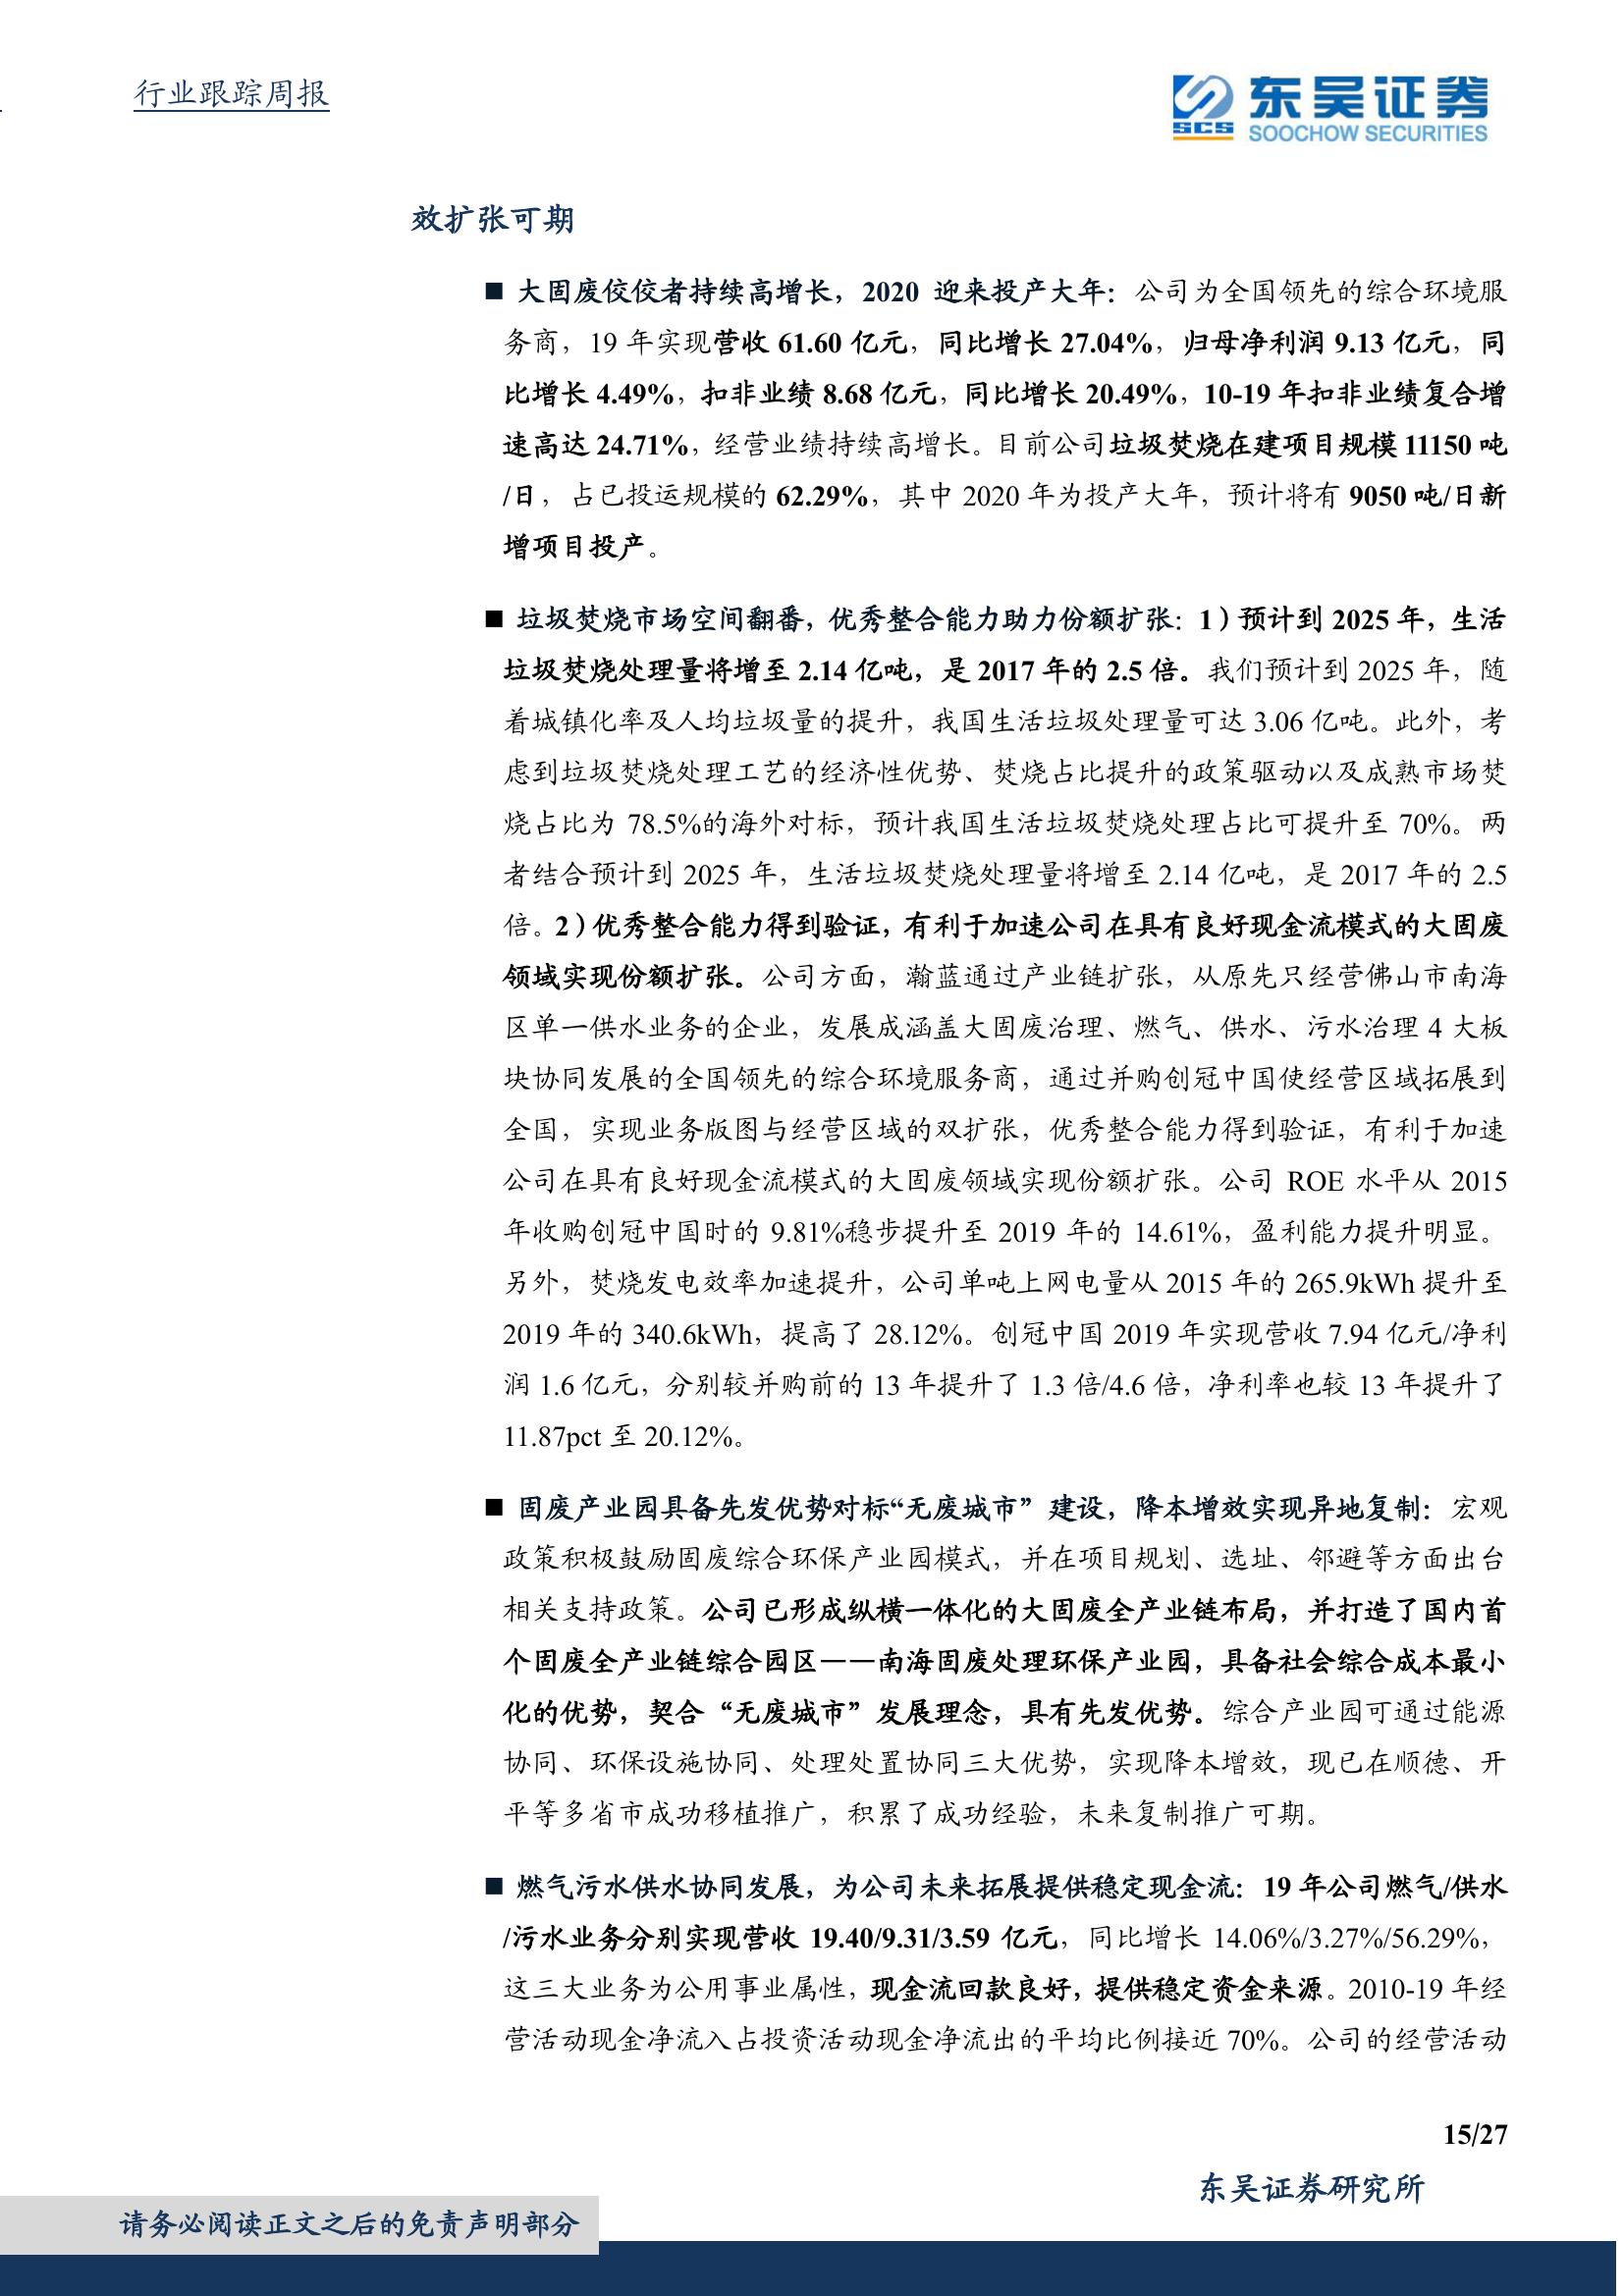 行业跟踪周报
SCS 东吴证券
SOOCHOW SECURITIES
效扩张可期
■ 大固废佼佼者持续高增长，2020 迎来投产大年：公司为全国领先的综合环境服
务商，19 年实现营收 61.60 亿元，同比增长 27.04%，归母净利润 9.13 亿元，同
比增长 4.49%，扣非业绩 8.68 亿元，同比增长 20.49%，10-19 年扣非业绩复合增
速高达 24.71%，经营业绩持续高增长。目前公司垃圾焚烧在建项目规模 11150 吨
/日，占已投运规模的 62.29%，其中 2020 年为投产大年，预计将有 9050 吨/日新
增项目投产。
■ 垃圾焚烧市场空间翻番，优秀整合能力助力份额扩张：1）预计到 2025 年，生活
垃圾焚烧处理量将增至 2.14 亿吨，是 2017 年的 2.5 倍。我们预计到 2025 年，随
着城镇化率及人均垃圾量的提升，我国生活垃圾处理量可达 3.06 亿吨。此外，考
虑到垃圾焚烧处理工艺的经济性优势、焚烧占比提升的政策驱动以及成熟市场焚
烧占比为 78.5%的海外对标，预计我国生活垃圾焚烧处理占比可提升至 70%。两
者结合预计到 2025 年，生活垃圾焚烧处理量将增至 2.14 亿吨，是 2017 年的 2.5
倍。2）优秀整合能力得到验证，有利于加速公司在具有良好现金流模式的大固废
领域实现份额扩张。公司方面，瀚蓝通过产业链扩张，从原先只经营佛山市南海
区单一供水业务的企业，发展成涵盖大固废治理、燃气、供水、污水治理 4 大板
块协同发展的全国领先的综合环境服务商，通过并购创冠中国使经营区域拓展到
全国，实现业务版图与经营区域的双扩张，优秀整合能力得到验证，有利于加速
公司在具有良好现金流模式的大固废领域实现份额扩张。公司 ROE 水平从 2015
年收购创冠中国时的 9.81%稳步提升至 2019 年的 14.61%，盈利能力提升明显。
另外，焚烧发电效率加速提升，公司单吨上网电量从 2015 年的 265.9kWh 提升至
2019 年的 340.6kWh，提高了 28.12%。创冠中国 2019 年实现营收 7.94 亿元/净利
润 1.6 亿元，分别较并购前的 13 年提升了 1.3 倍/4.6 倍，净利率也较 13 年提升了
11.87pct 至 20.12%。
■ 固废产业园具备先发优势对标“无废城市”建设，降本增效实现异地复制：宏观
政策积极鼓励固废综合环保产业园模式，并在项目规划、选址、邻避等方面出台
相关支持政策。公司已形成纵横一体化的大固废全产业链布局，并打造了国内首
个固废全产业链综合园区——南海固废处理环保产业园，具备社会综合成本最小
化的优势，契合“无废城市”发展理念，具有先发优势。综合产业园可通过能源
协同、环保设施协同、处理处置协同三大优势，实现降本增效，现已在顺德、开
平等多省市成功移植推广，积累了成功经验，未来复制推广可期。
■ 燃气污水供水协同发展，为公司未来拓展提供稳定现金流：19 年公司燃气/供水
/污水业务分别实现营收 19.40/9.31/3.59 亿元，同比增长 14.06%/3.27%/56.29%，
这三大业务为公用事业属性，现金流回款良好，提供稳定资金来源。2010-19 年经
营活动现金净流入占投资活动现金净流出的平均比例接近 70%。公司的经营活动
15/27
东吴证券研究所
请务必阅读正文之后的免责声明部分